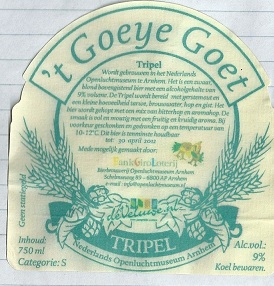 't Goeye Goet
Tripel
Wordt gebrouwen in het Nederlands
Openluchtmuseum te Arnhem. Het is een zwaar,
blond bovengistend bier met een alcoholgehalte van
9% volume. De Tripel wordt bereid met gerstemout en
een kleine hoeveelheid tarwe, brouwwater, hop en gist. Het
bier wordt gehopt met een mix van bitterhop en aromahop. De
smaak is vol en moutig met een fruitig en kruidig aroma. Bij
voorkeur geschonken en gedronken op een temperatuur van
10-12°C. Dit bier is tenminste houdbaar
tot 30 april 2012
Mede mogelijk gemaakt door:
BankGiroLoterij
Bierbrouwerij Openluchtmuseum Arnhem
Schelmseweg 89 - 6800 AP Arnhem
e-mail: info@openluchtmuseum.nl
Geen statiegeld
TRIPEL
Nederlands Openluchtmuseum Arnhem
Inhoud:
750 ml
Categorie: S
Alc.vol:
9%
Koel bewaren.